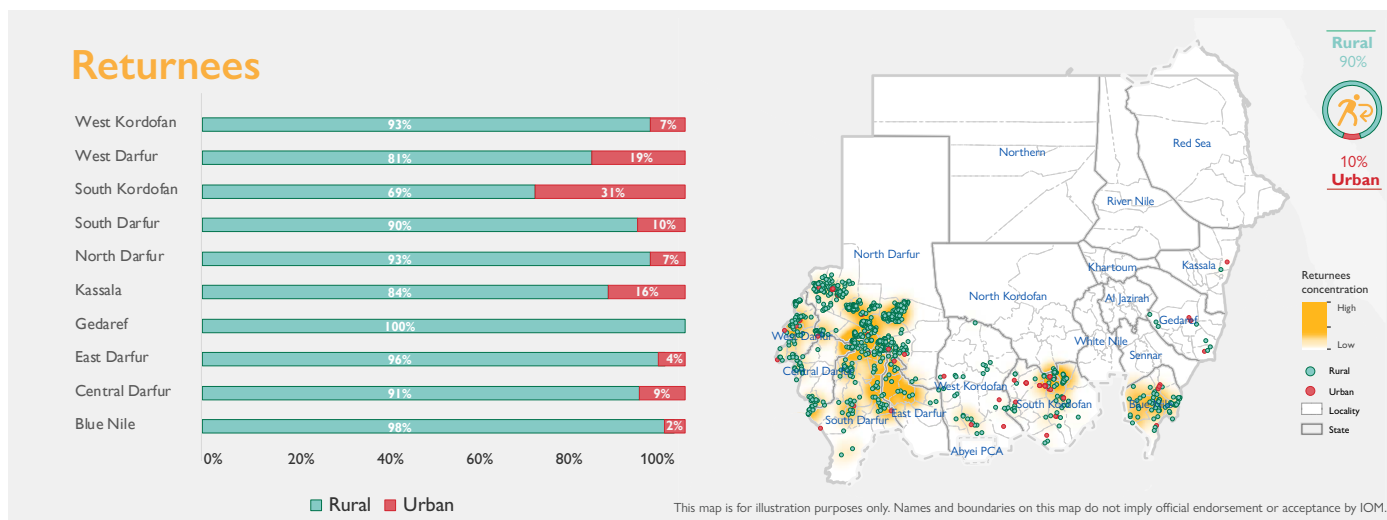 Returnees
West Kordofan 93% 7%
West Darfur 81% 19%
South Kordofan 69% 31%
South Darfur 90% 10%
North Darfur 93% 7%
Kassala 84% 16%
Gedaref 100%
East Darfur 96% 4%
Central Darfur 91% 9%
Blue Nile 98% 2%
0% 20% 40% 60% 80% 100%
Rural Urban
Northern
Red Sea
River Nile
North Darfur
Khartoum
Kassala
North Kordofan
Al Jazirah
Gedaref
West Darfur
White Nile
Sennar
Central Darfur
West Kordofan
South Kordofan
Blue Nile
South Darfur
East Darfur
Abyei PCA
Rural
90%
10%
Urban
Returnees
concentration
High
Low
Rural
Urban
Locality
State
This map is for illustration purposes only. Names and boundaries on this map do not imply official endorsement or acceptance by IOM.